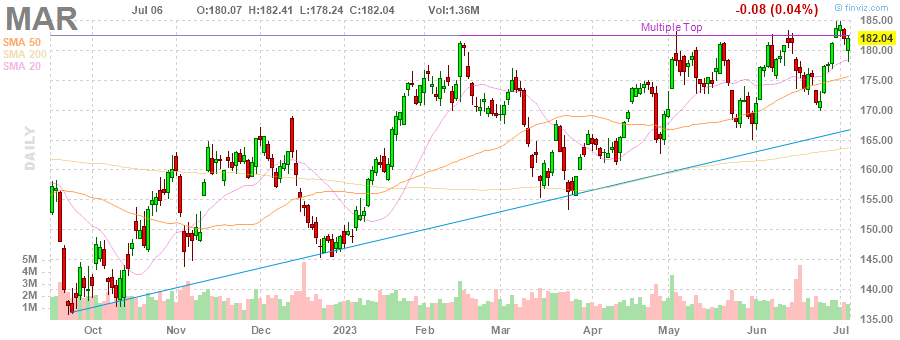 © finviz.com
MAR Jul 06 O:180.07 H:182.41 L:178.24 C:182.04 Vol:1.36M -0.08 (0.04%)
SMA 50
SMA 200
SMA 20
Multiple Top
DAILY
185.00
182.04
180.00
175.00
170.00
165.00
160.00
155.00
150.00
145.00
140.00
135.00
5M
4M
3M
2M
1M
Oct Nov Dec 2023 Feb Mar Apr May Jun Jul